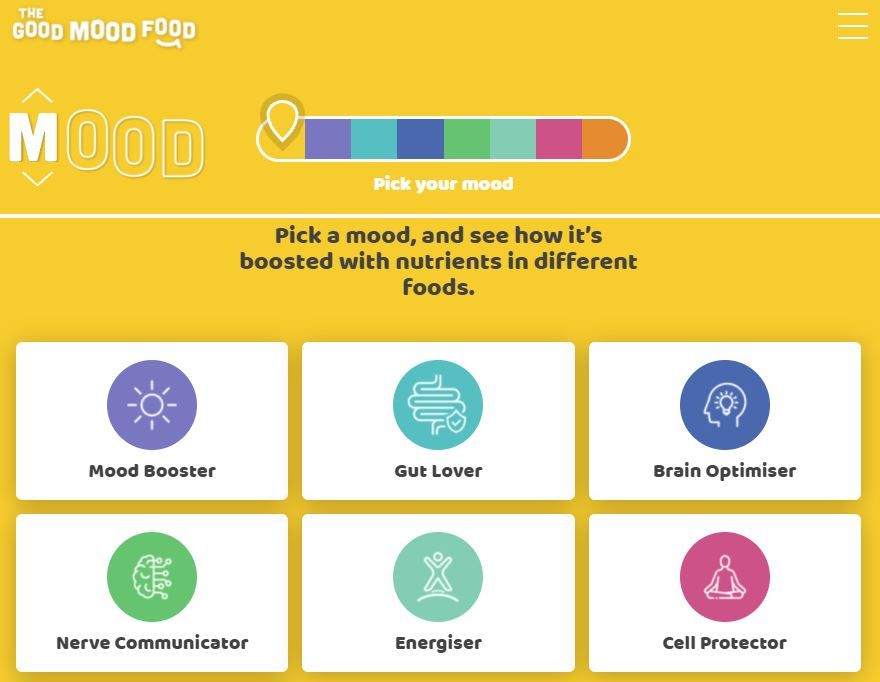 THE
GOOD MOOD FOOD
MOOD
Pick your mood
Pick a mood, and see how it's
boosted with nutrients in different
foods.
Mood Booster
Gut Lover
Brain Optimiser
Nerve Communicator
Energiser
Cell Protector